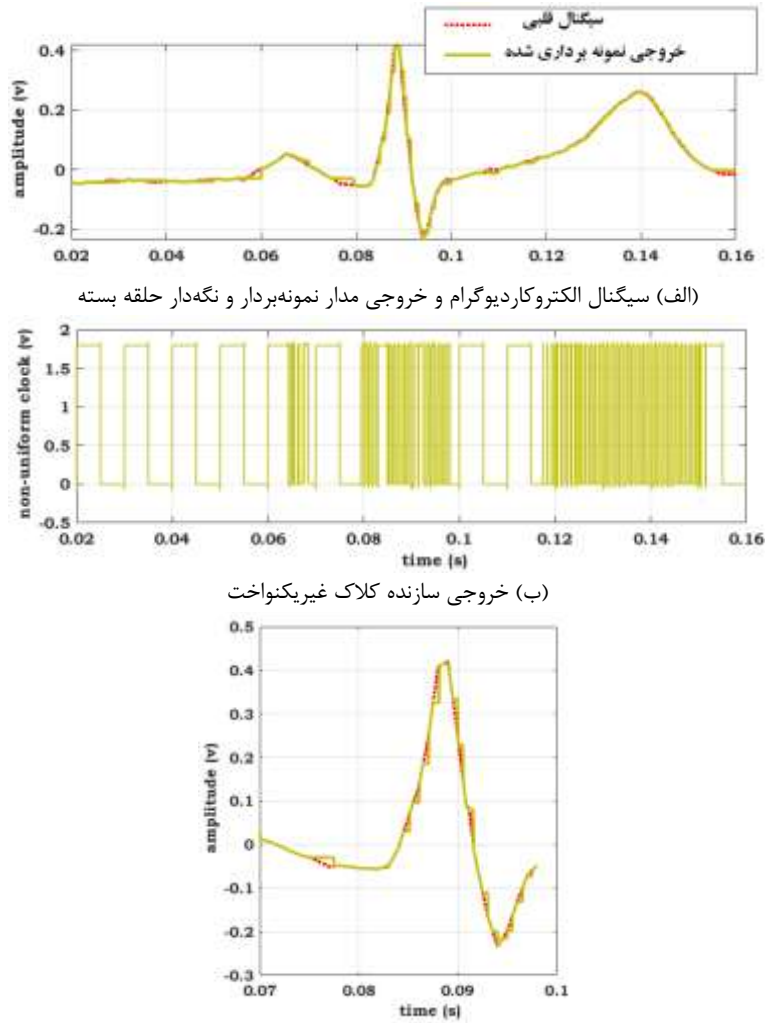 سیگنال قلبی
خروجی نمونه برداری شده
amplitude (v)
0.4
0.2
0
-0.2
0.02 0.04 0.06 0.08 0.1 0.12 0.14 0.16
(الف) سیگنال الکتروکاردیوگرام و خروجی مدار نمونه‌بردار و نگه‌دار حلقه بسته
non-uniform clock (v)
2
1.5
1
0.5
0
-0.5
0.02 0.04 0.06 0.08 0.1 0.12 0.14 0.16
time (s)
(ب) خروجی سازنده کلاک غیریکنواخت
amplitude (v)
0.5
0.4
0.3
0.2
0.1
0
-0.1
-0.2
-0.3
0.07 0.08 0.09 0.1
time (s)